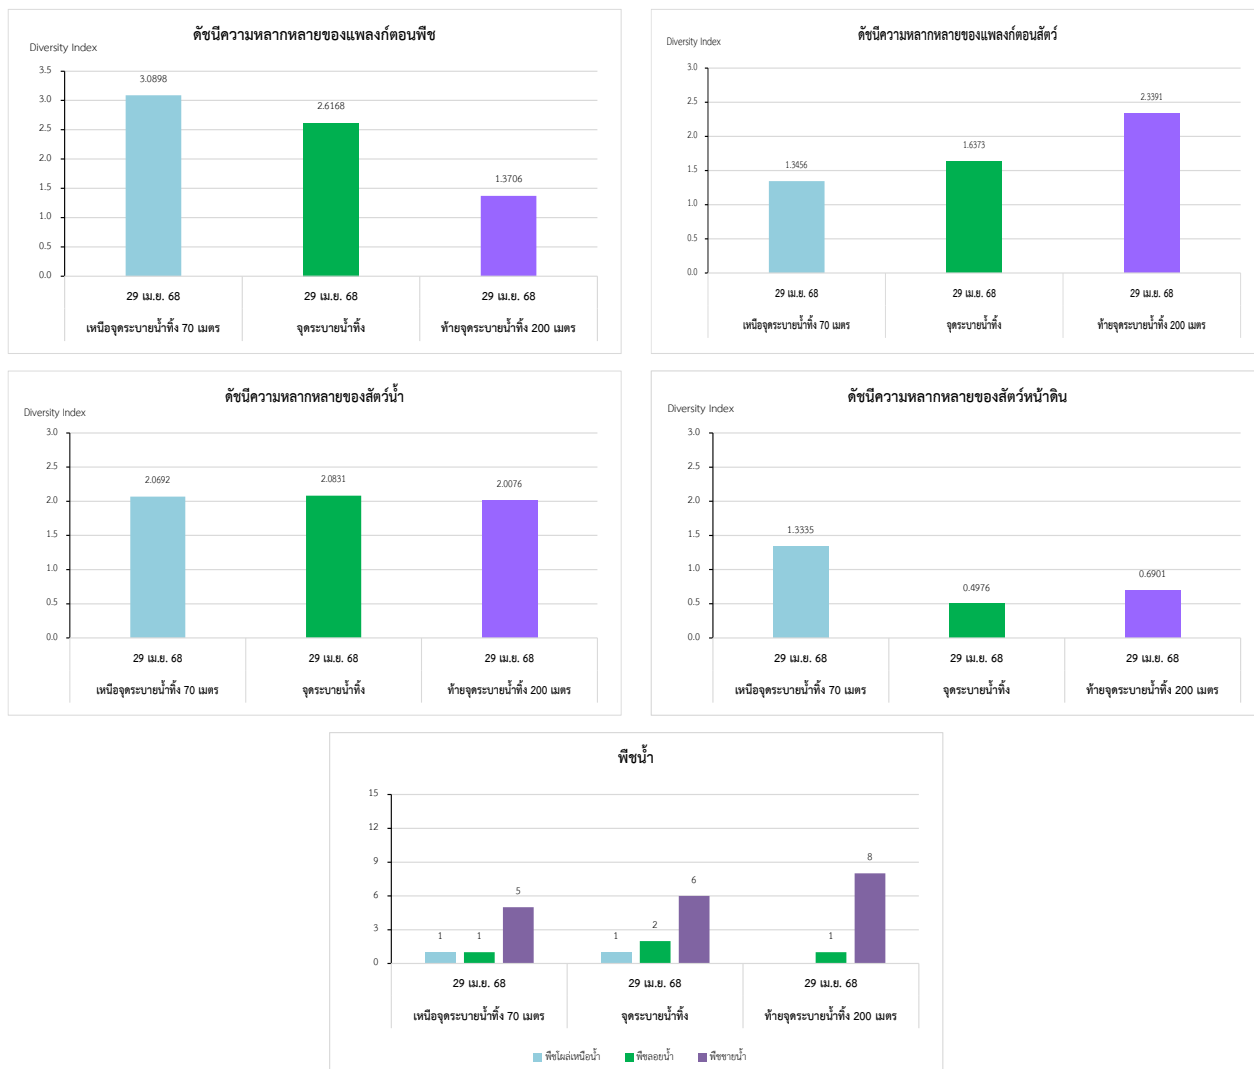 ดัชนีความหลากหลายของแพลงก์ตอนพืช
Diversity Index
3.5
3.0
2.5
2.0
1.5
1.0
0.5
0.0
3.0898
2.6168
1.3706
29 เม.ย. 68
29 เม.ย. 68
29 เม.ย. 68
เหนือจุดระบายน้ำทิ้ง 70 เมตร
จุดระบายน้ำทิ้ง
ท้ายจุดระบายน้ำทิ้ง 200 เมตร
ดัชนีความหลากหลายของแพลงก์ตอนสัตว์
Diversity Index
3.0
2.5
2.0
1.5
1.0
0.5
0.0
1.3456
1.6373
2.3391
29 เม.ย. 68
29 เม.ย. 68
29 เม.ย. 68
เหนือจุดระบายน้ำทิ้ง 70 เมตร
จุดระบายน้ำทิ้ง
ท้ายจุดระบายน้ำทิ้ง 200 เมตร
ดัชนีความหลากหลายของสัตว์น้ำ
Diversity Index
3.0
2.5
2.0
1.5
1.0
0.5
0.0
2.0692
2.0831
2.0076
29 เม.ย. 68
29 เม.ย. 68
29 เม.ย. 68
เหนือจุดระบายน้ำทิ้ง 70 เมตร
จุดระบายน้ำทิ้ง
ท้ายจุดระบายน้ำทิ้ง 200 เมตร
ดัชนีความหลากหลายของสัตว์หน้าดิน
Diversity Index
3.0
2.5
2.0
1.5
1.0
0.5
0.0
1.3335
0.4976
0.6901
29 เม.ย. 68
29 เม.ย. 68
29 เม.ย. 68
เหนือจุดระบายน้ำทิ้ง 70 เมตร
จุดระบายน้ำทิ้ง
ท้ายจุดระบายน้ำทิ้ง 200 เมตร
พืชน้ำ
15
12
9
6
3
0
1
1
5
1
2
6
1
8
29 เม.ย. 68
29 เม.ย. 68
29 เม.ย. 68
เหนือจุดระบายน้ำทิ้ง 70 เมตร
จุดระบายน้ำทิ้ง
ท้ายจุดระบายน้ำทิ้ง 200 เมตร
พืชโผล่เหนือน้ำ
พืชลอยน้ำ
พืชชายน้ำ